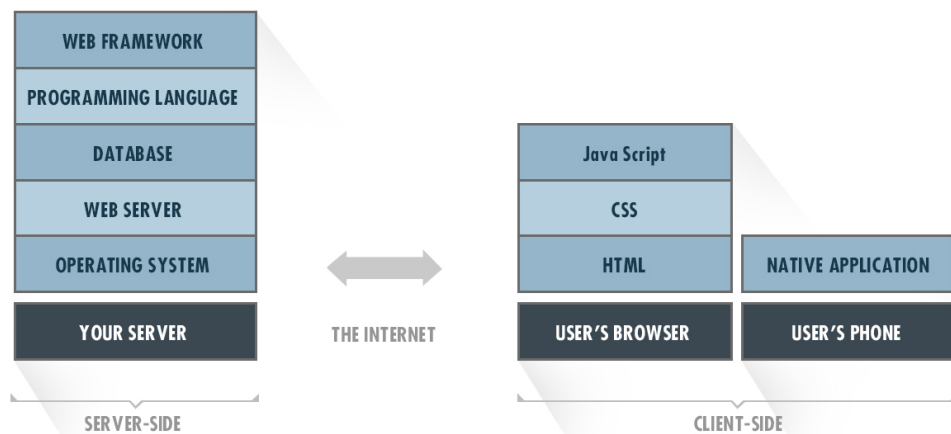 WEB FRAMEWORK
PROGRAMMING LANGUAGE
DATABASE
WEB SERVER
OPERATING SYSTEM
YOUR SERVER
SERVER-SIDE
THE INTERNET
Java Script
CSS
HTML
USER'S BROWSER
NATIVE APPLICATION
USER'S PHONE
CLIENT-SIDE